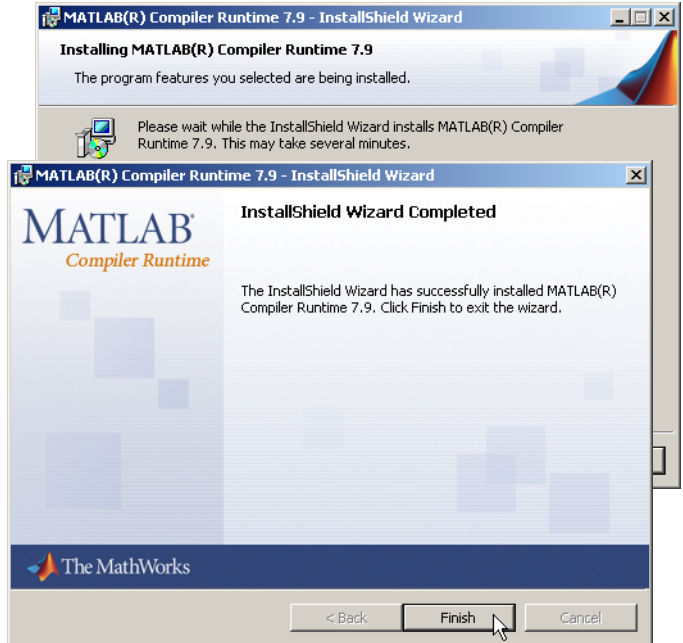 MATLAB(R) Compiler Runtime 7.9 - InstallShield Wizard
Installing MATLAB(R) Compiler Runtime 7.9
The program features you selected are being installed.
Please wait while the InstallShield Wizard installs MATLAB(R) Compiler
Runtime 7.9. This may take several minutes.
MATLAB(R) Compiler Runtime 7.9 - InstallShield Wizard
MATLAB®
Compiler Runtime
InstallShield Wizard Completed
The InstallShield Wizard has successfully installed MATLAB(R)
Compiler Runtime 7.9. Click Finish to exit the wizard.
The MathWorks
< Back
Finish
Cancel